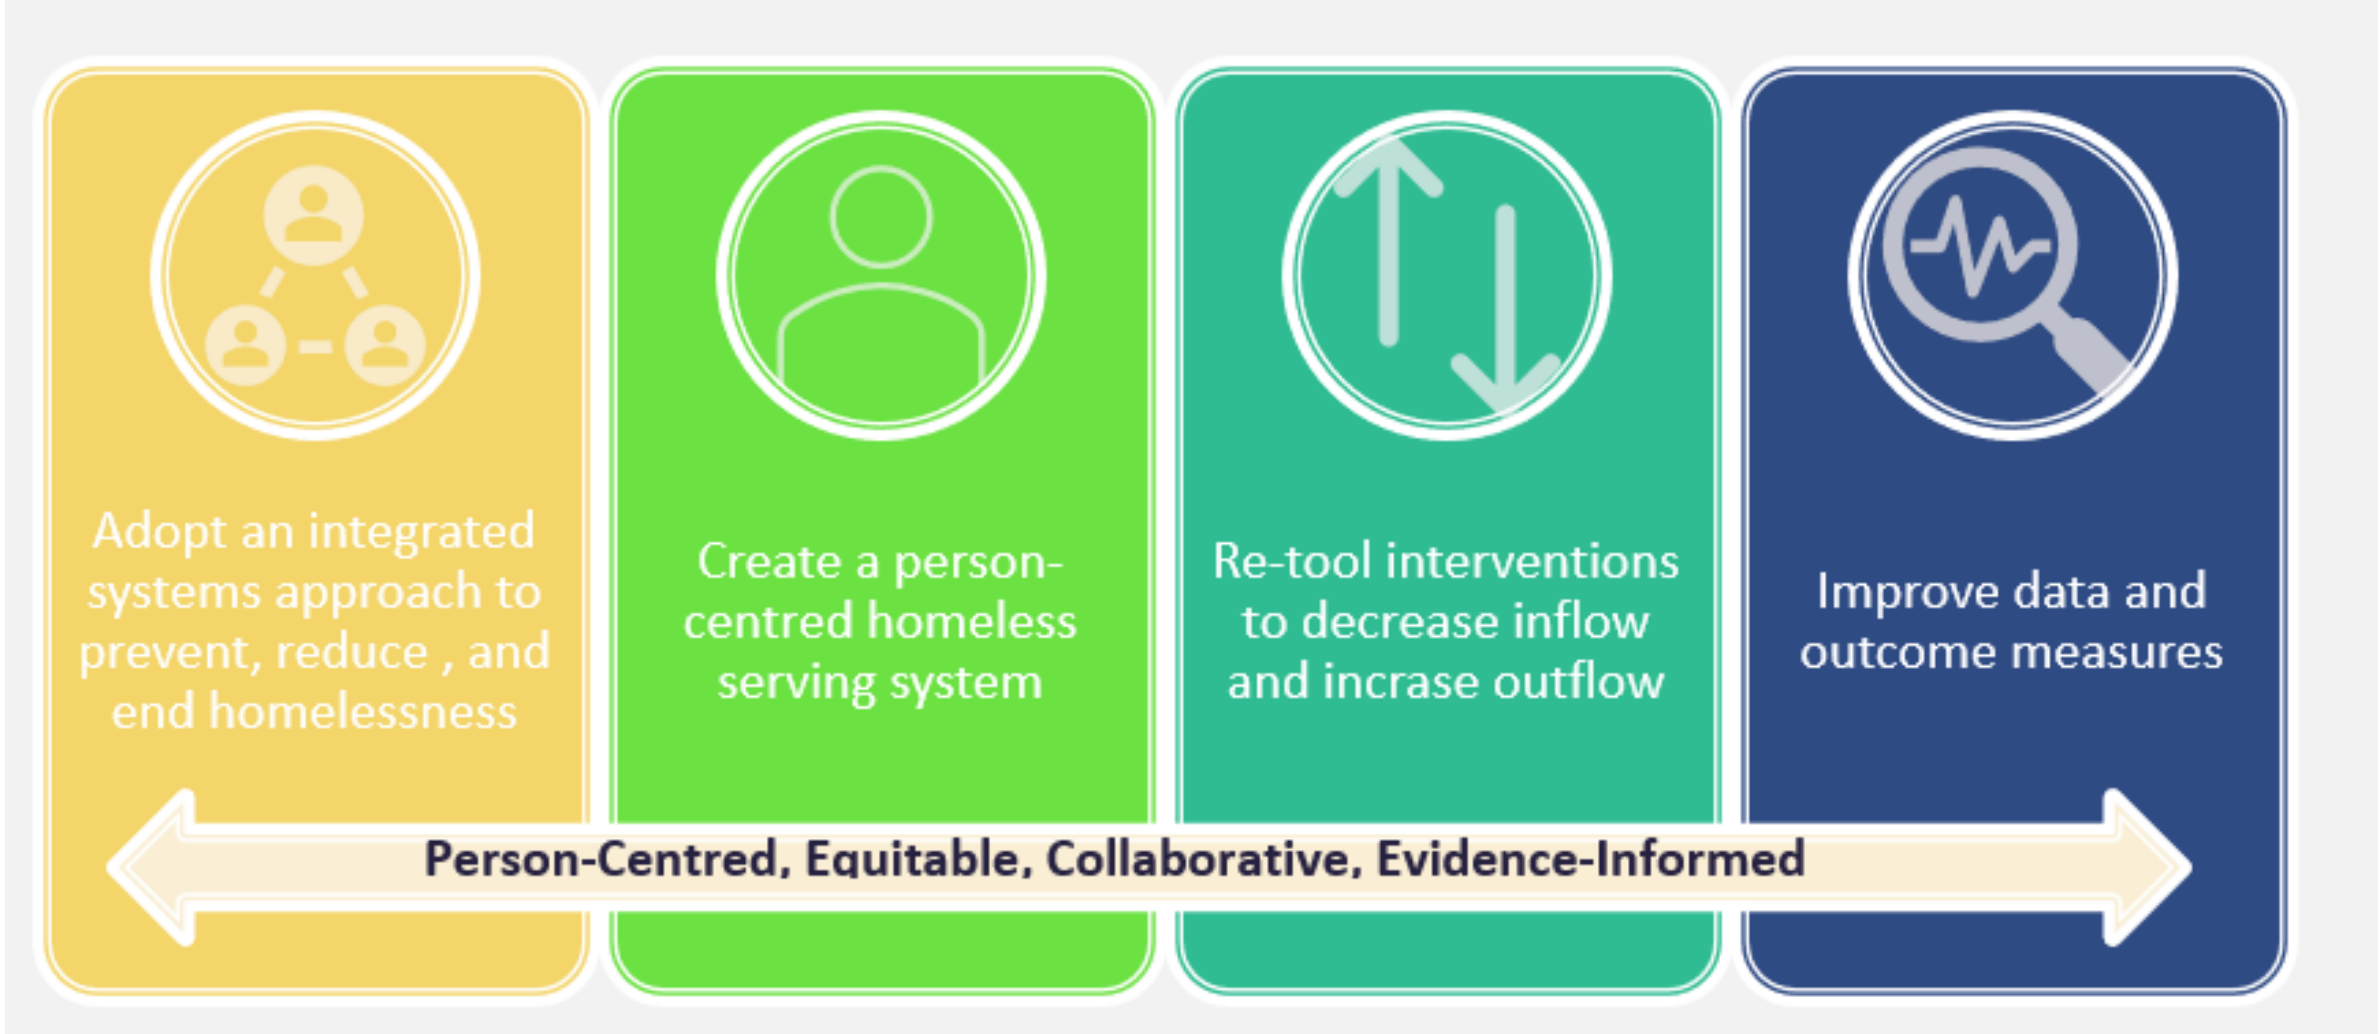 Adopt an integrated
systems approach to
prevent, reduce , and
end homelessness
Create a person-
centred homeless
serving system
Re-tool interventions
to decrease inflow
and incrase outflow
Improve data and
outcome measures
Person-Centred, Equitable, Collaborative, Evidence-Informed